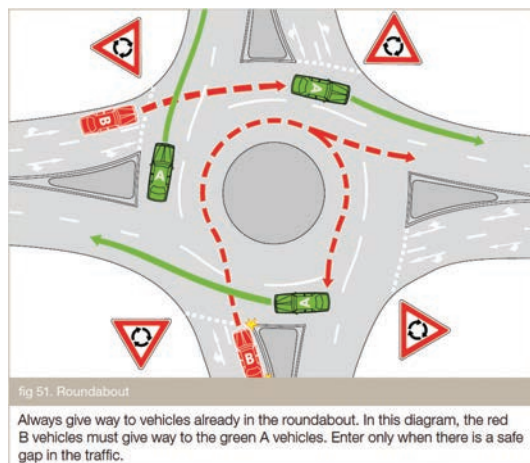 B
A
A
A
B
fig 51. Roundabout
Always give way to vehicles already in the roundabout. In this diagram, the red
B vehicles must give way to the green A vehicles. Enter only when there is a safe
gap in the traffic.